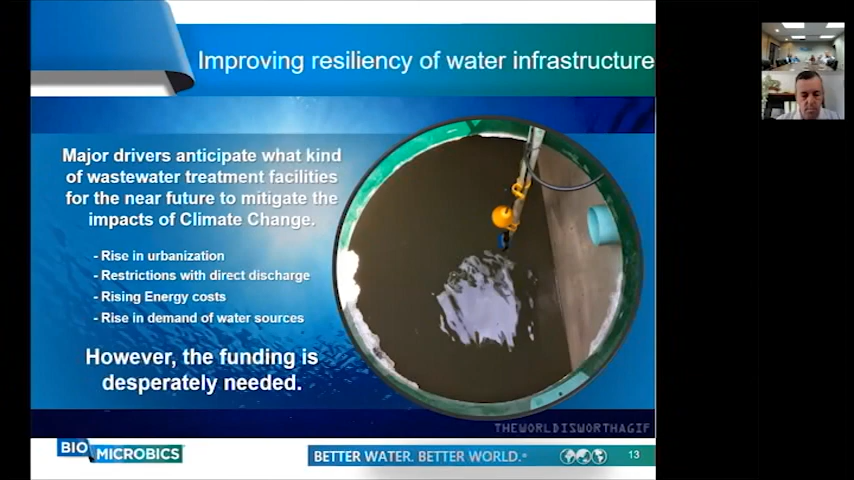 Improving resiliency of water infrastructure
Major drivers anticipate what kind
of wastewater treatment facilities
for the near future to mitigate the
impacts of Climate Change.
- Rise in urbanization
- Restrictions with direct discharge
- Rising Energy costs
- Rise in demand of water sources
However, the funding is
desperately needed.
THEWORLDISWORTHAGIF
BIO
MICROBICS
BETTER WATER. BETTER WORLD.
13